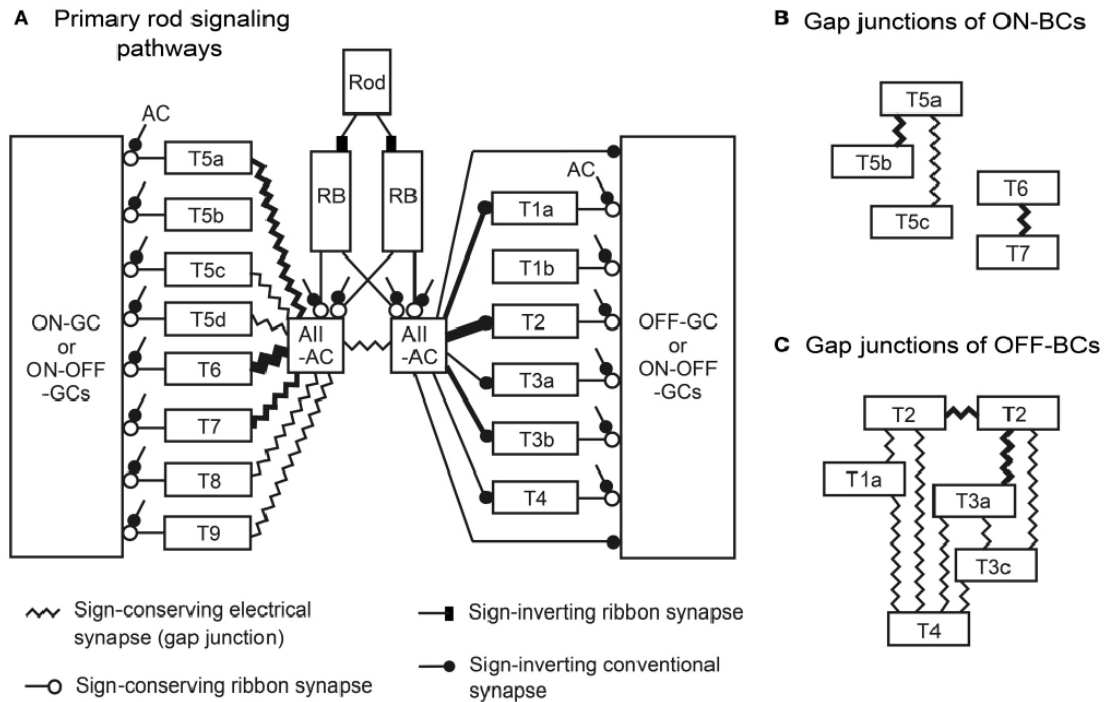 A Primary rod signaling
pathways
Rod
AC
T5a
T5b
T5c
T5d
T6
T7
T8
T9
ON-GC
or
ON-OFF
-GCs
RB
RB
AII
-AC
AII
-AC
AC
T1a
T1b
T2
T3a
T3b
T4
OFF-GC
or
ON-OFF
-GCs
Sign-conserving electrical
synapse (gap junction)
Sign-conserving ribbon synapse
Sign-inverting ribbon synapse
Sign-inverting conventional
synapse
B Gap junctions of ON-BCs
T5a
T5b
T5c
T6
T7
C Gap junctions of OFF-BCs
T2
T2
T1a
T3a
T3c
T4